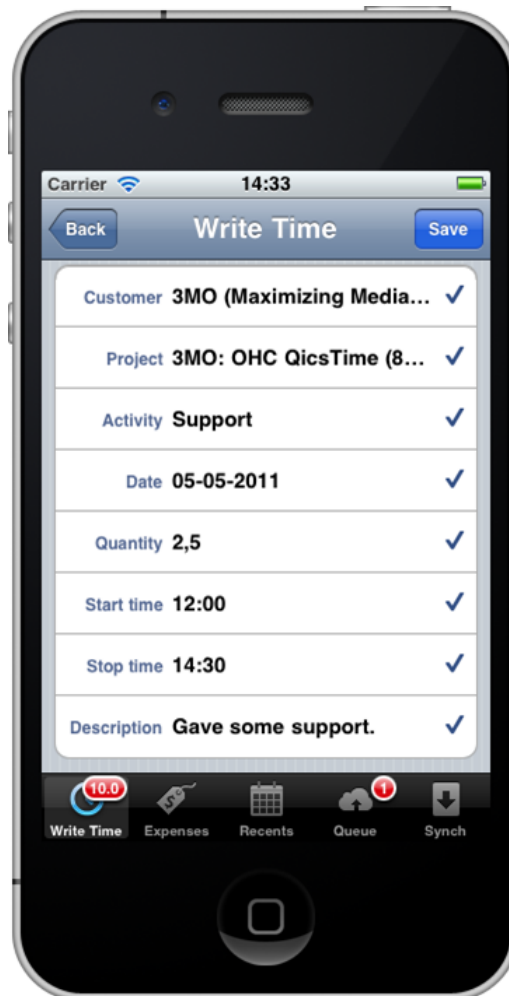 Carrier 14:33
Back Write Time Save
Customer 3MO (Maximizing Media...
Project 3MO: OHC QicsTime (8...
Activity Support
Date 05-05-2011
Quantity 2,5
Start time 12:00
Stop time 14:30
Description Gave some support.
10.0 1
Write Time Expenses Recents Queue Synch